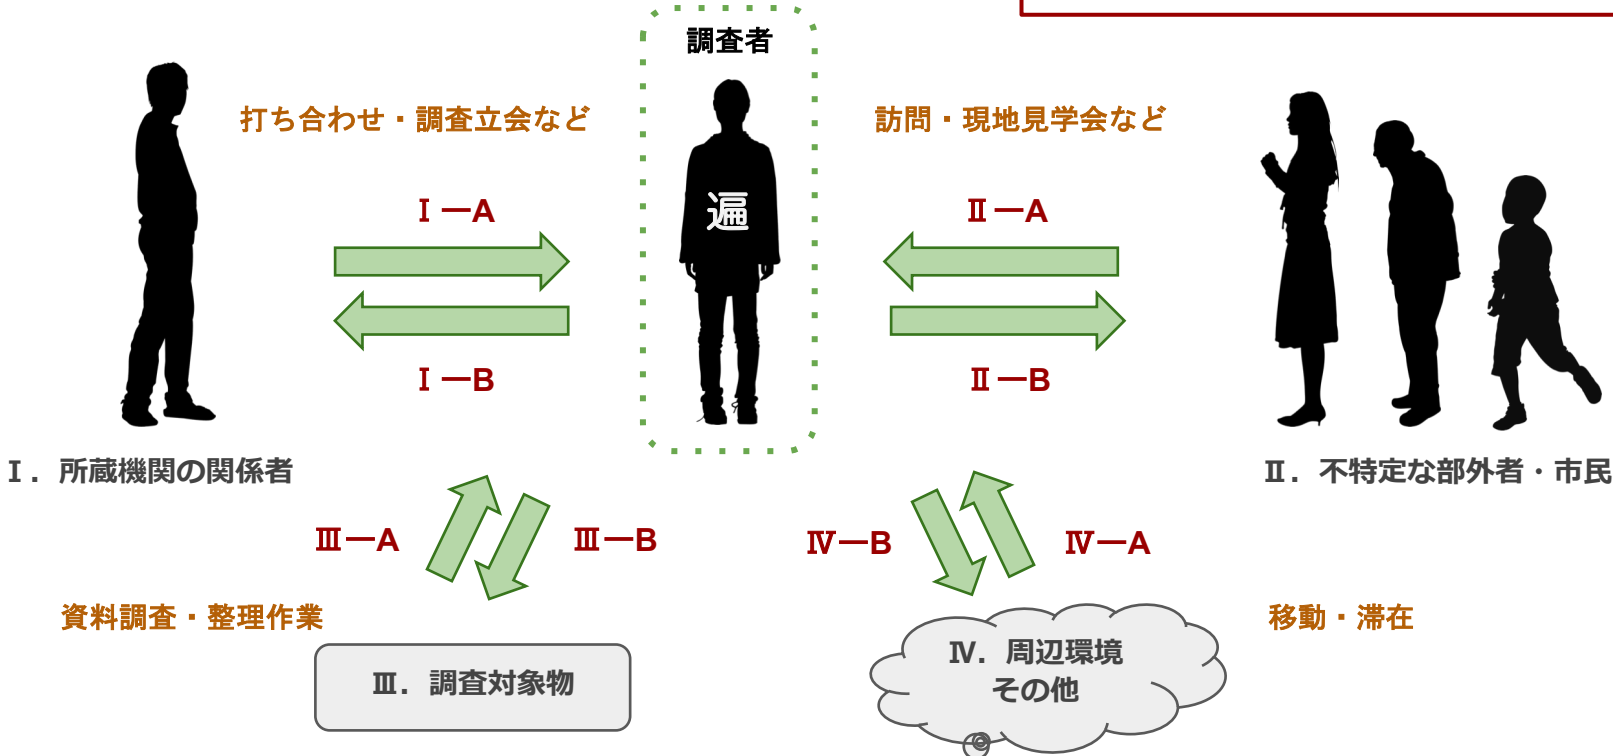 調査者
打ち合わせ・調査立会など
訪問・現地見学会など
遍
Ⅰ―A
Ⅱ―A
Ⅰ―B
Ⅱ―B
Ⅰ．所蔵機関の関係者
Ⅱ．不特定な部外者・市民
Ⅲ―A
Ⅲ―B
Ⅳ―B
Ⅳ―A
資料調査・整理作業
移動・滞在
Ⅲ．調査対象物
Ⅳ．周辺環境
その他